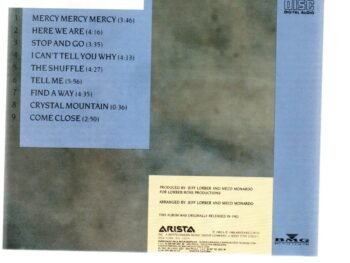 DISC
DIGITAL AUDIO
1 MERCY MERCY MERCY (3:46)
2 HERE WE ARE (4:16)
3 STOP AND GO (3:35)
4 I CAN'T TELL YOU WHY (4:13)
5 THE SHUFFLE (4:27)
6 TELL ME (5:56)
7 FIND A WAY (4:35)
8 CRYSTAL MOUNTAIN (0:36)
9 COME CLOSE (2:50)
PRODUCED BY JEFF LORBER AND MECO MONARDO
FOR LORBER/BOSS PRODUCTIONS
ARRANGED BY JEFF LORBER AND MECO MONARDO
THIS ALBUM WAS ORIGINALLY RELEASED IN 1982
ARISTA
BMG